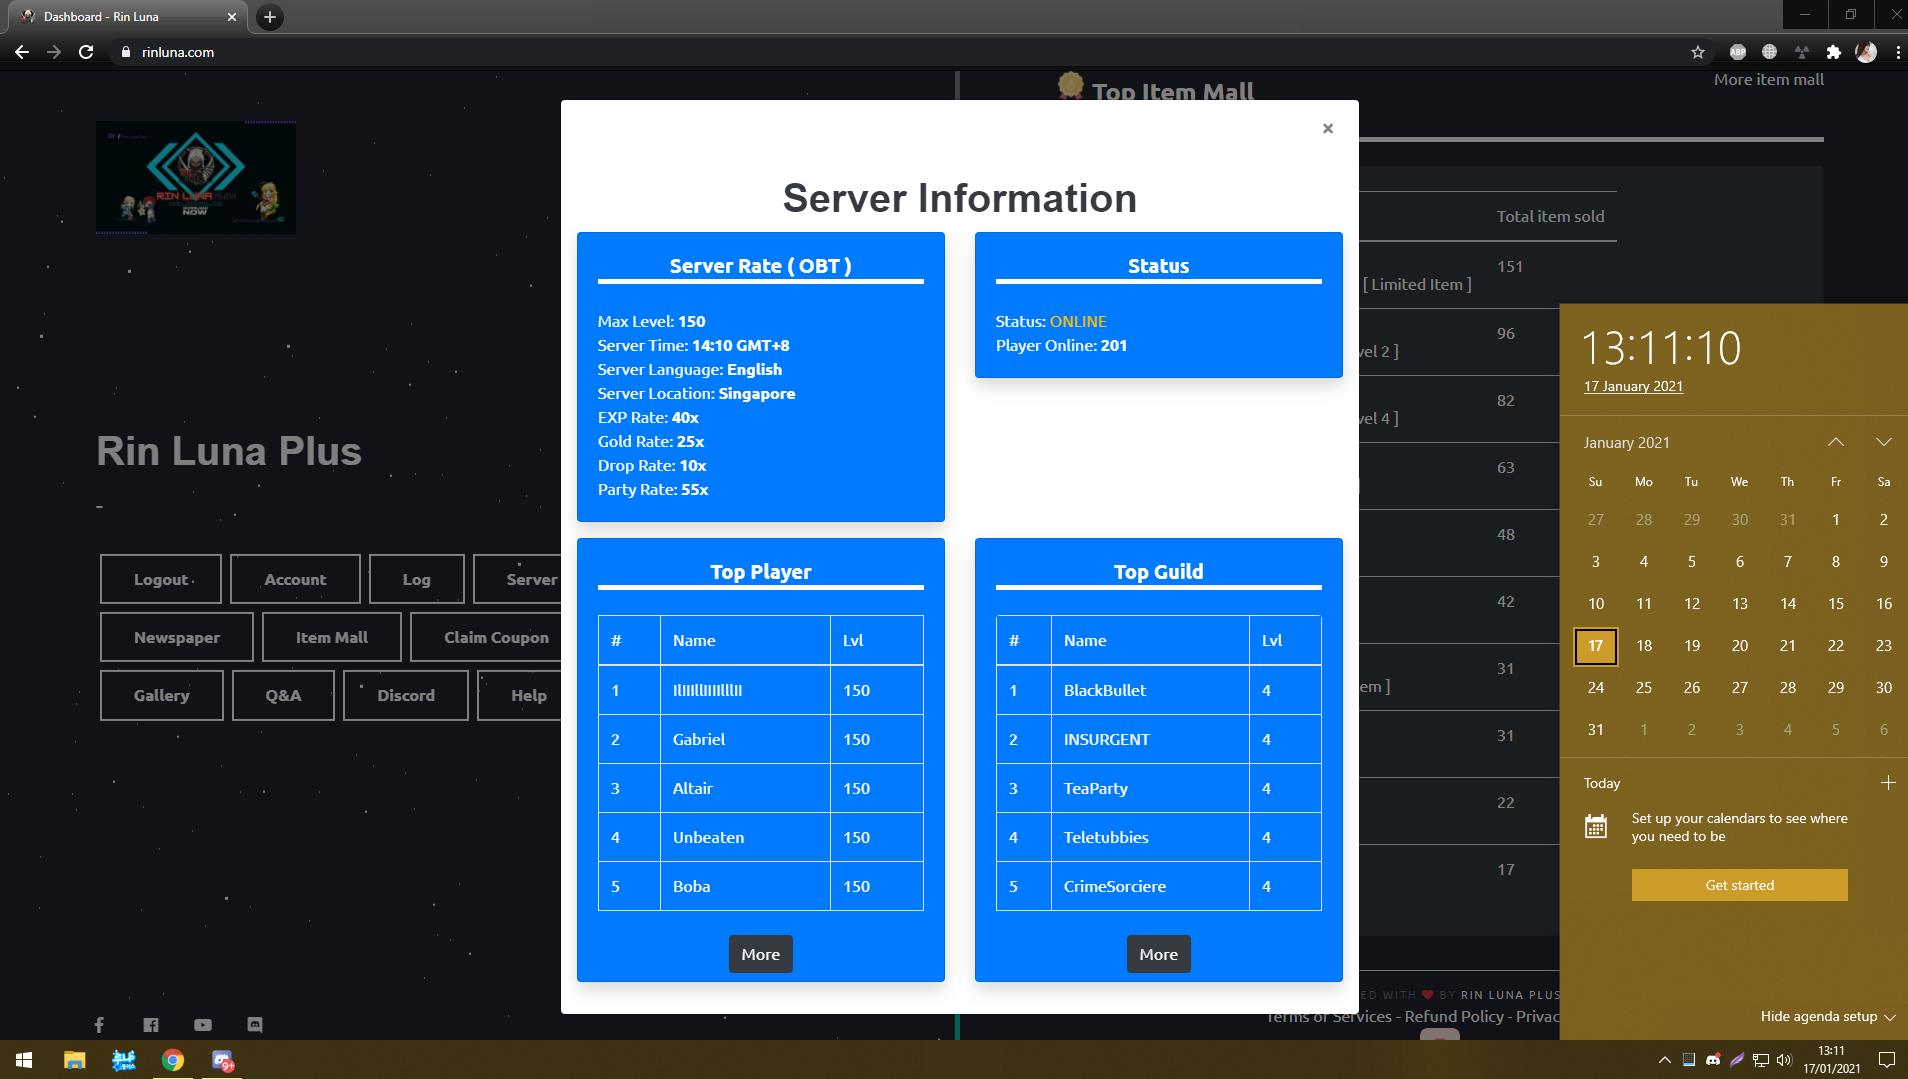 Dashboard - Rin Luna
rinluna.com
ABP
Top Item Mall
More item mall
RIN LUNA
NOW
Rin Luna Plus
-
Logout
Account
Log
Server
Newspaper
Item Mall
Claim Coupon
Gallery
Q&A
Discord
Help
×
Server Information
Server Rate ( OBT )
Max Level: 150
Server Time: 14:10 GMT+8
Server Language: English
Server Location: Singapore
EXP Rate: 40x
Gold Rate: 25x
Drop Rate: 10x
Party Rate: 55x
Status
Status: ONLINE
Player Online: 201
Top Player
# Name Lvl
1 150
2 Gabriel 150
3 Altair 150
4 Unbeaten 150
5 Boba 150
More
Top Guild
# Name Lvl
1 BlackBullet 4
2 INSURGENT 4
3 TeaParty 4
4 Teletubbies 4
5 CrimeSorciere 4
More
Total item sold
[ Limited Item ] 151
vel 2 ] 96
vel 4 ] 82
] 63
48
42
em ] 31
31
22
17
ED WITH BY RIN LUNA PLUS
Terms of Services - Refund Policy - Privac
13:11:10
17 January 2021
January 2021
Su Mo Tu We Th Fr Sa
27 28 29 30 31 1 2
3 4 5 6 7 8 9
10 11 12 13 14 15 16
17 18 19 20 21 22 23
24 25 26 27 28 29 30
31 1 2 3 4 5 6
Today
Set up your calendars to see where
you need to be
Get started
Hide agenda setup
9+
13:11
17/01/2021